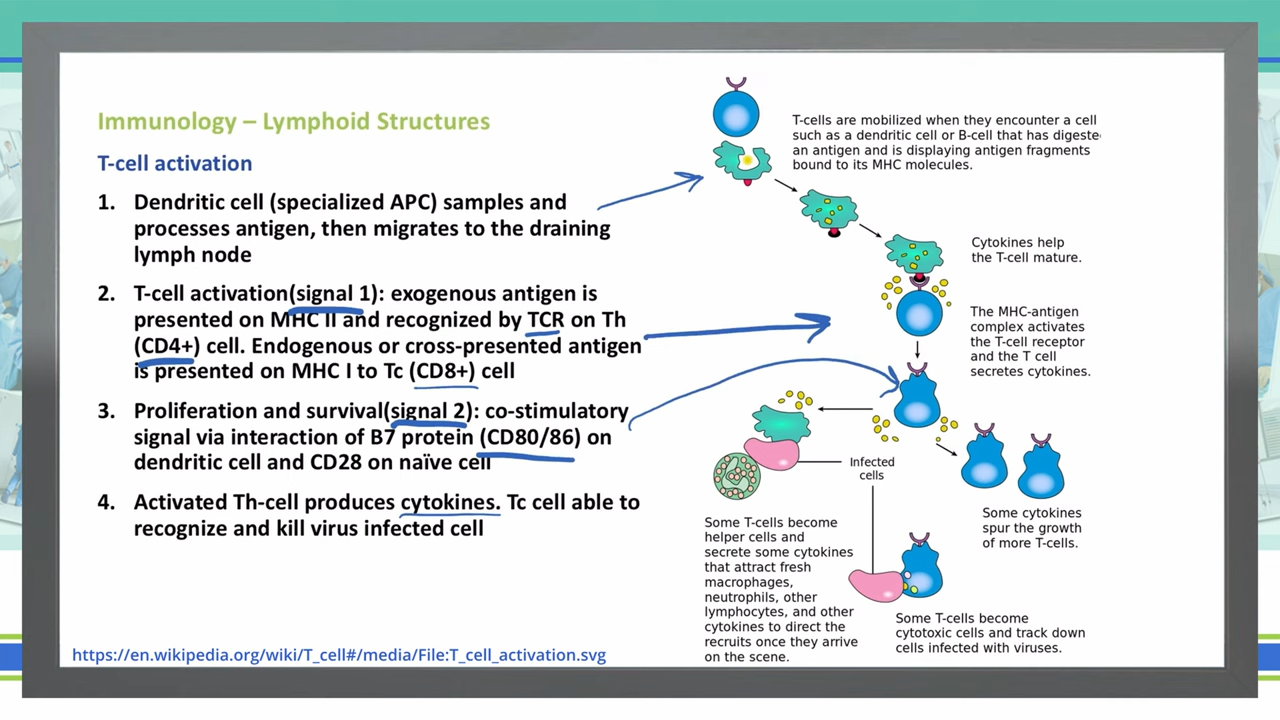 Immunology – Lymphoid Structures
T-cell activation
1. Dendritic cell (specialized APC) samples and
processes antigen, then migrates to the draining
lymph node
2. T-cell activation(signal 1): exogenous antigen is
presented on MHC II and recognized by TCR on Th
(CD4+) cell. Endogenous or cross-presented antigen
is presented on MHC I to Tc (CD8+) cell
3. Proliferation and survival(signal 2): co-stimulatory
signal via interaction of B7 protein (CD80/86) on
dendritic cell and CD28 on naïve cell
4. Activated Th-cell produces cytokines. Tc cell able to
recognize and kill virus infected cell
https://en.wikipedia.org/wiki/T_cell#/media/File:T_cell_activation.svg
T-cells are mobilized when they encounter a cell
such as a dendritic cell or B-cell that has digeste
an antigen and is displaying antigen fragments
bound to its MHC molecules.
Cytokines help
the T-cell mature.
The MHC-antigen
complex activates
the T-cell receptor
and the T cell
secretes cytokines.
Infected
cells
Some cytokines
spur the growth
of more T-cells.
Some T-cells become
helper cells and
secrete some cytokines
that attract fresh
macrophages,
neutrophils, other
lymphocytes, and other
cytokines to direct the
recruits once they arrive
on the scene.
Some T-cells become
cytotoxic cells and track down
cells infected with viruses.